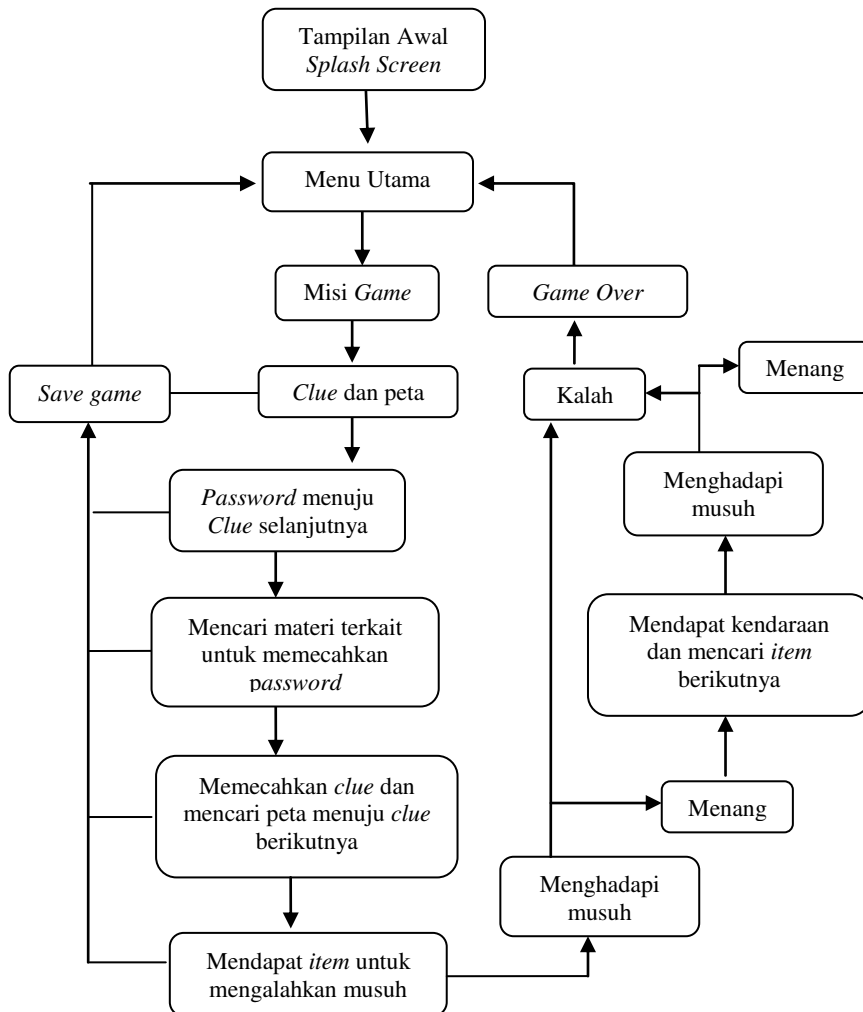 Tampilan Awal
Splash Screen
Menu Utama
Misi Game
Game Over
Save game
Clue dan peta
Kalah
Menang
Password menuju
Clue selanjutnya
Menghadapi
musuh
Mencari materi terkait
untuk memecahkan
password
Mendapat kendaraan
dan mencari item
berikutnya
Memecahkan clue dan
mencari peta menuju clue
berikutnya
Menang
Menghadapi
musuh
Mendapat item untuk
mengalahkan musuh